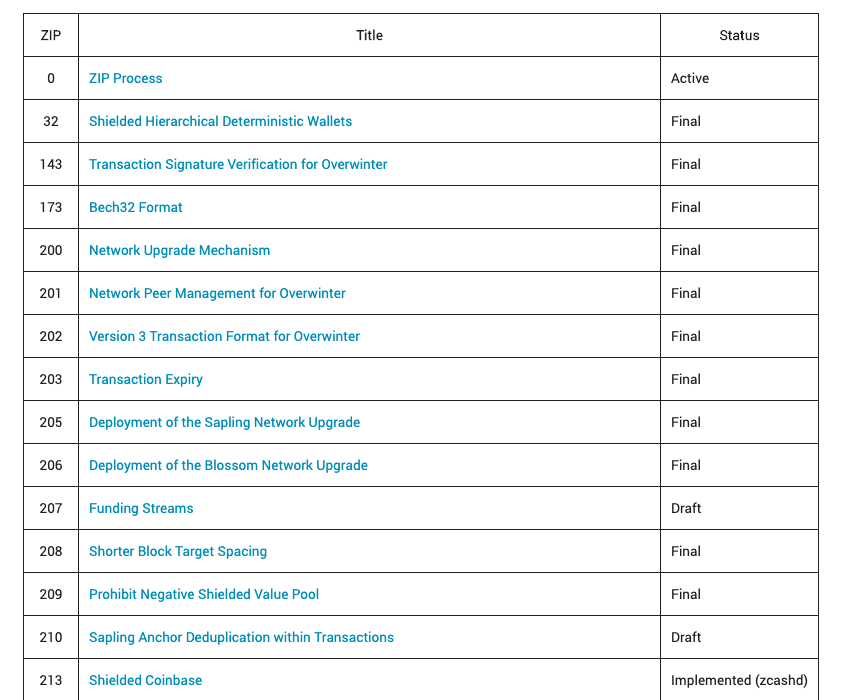 ZIP Title Status
0 ZIP Process Active
32 Shielded Hierarchical Deterministic Wallets Final
143 Transaction Signature Verification for Overwinter Final
173 Bech32 Format Final
200 Network Upgrade Mechanism Final
201 Network Peer Management for Overwinter Final
202 Version 3 Transaction Format for Overwinter Final
203 Transaction Expiry Final
205 Deployment of the Sapling Network Upgrade Final
206 Deployment of the Blossom Network Upgrade Final
207 Funding Streams Draft
208 Shorter Block Target Spacing Final
209 Prohibit Negative Shielded Value Pool Final
210 Sapling Anchor Deduplication within Transactions Draft
213 Shielded Coinbase Implemented (zcashd)